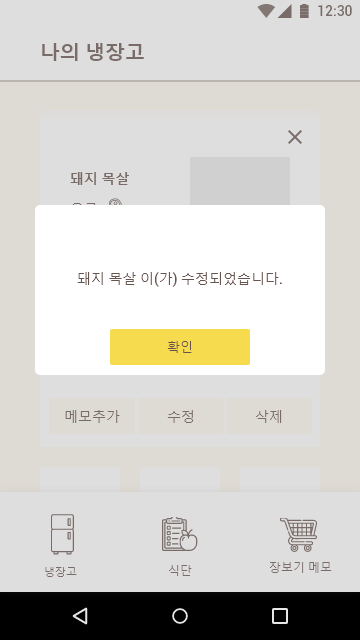 12:30
나의 냉장고
돼지 목살
돼지 목살 이(가) 수정되었습니다.
확인
메모추가 수정 삭제
냉장고 식단 장보기 메모